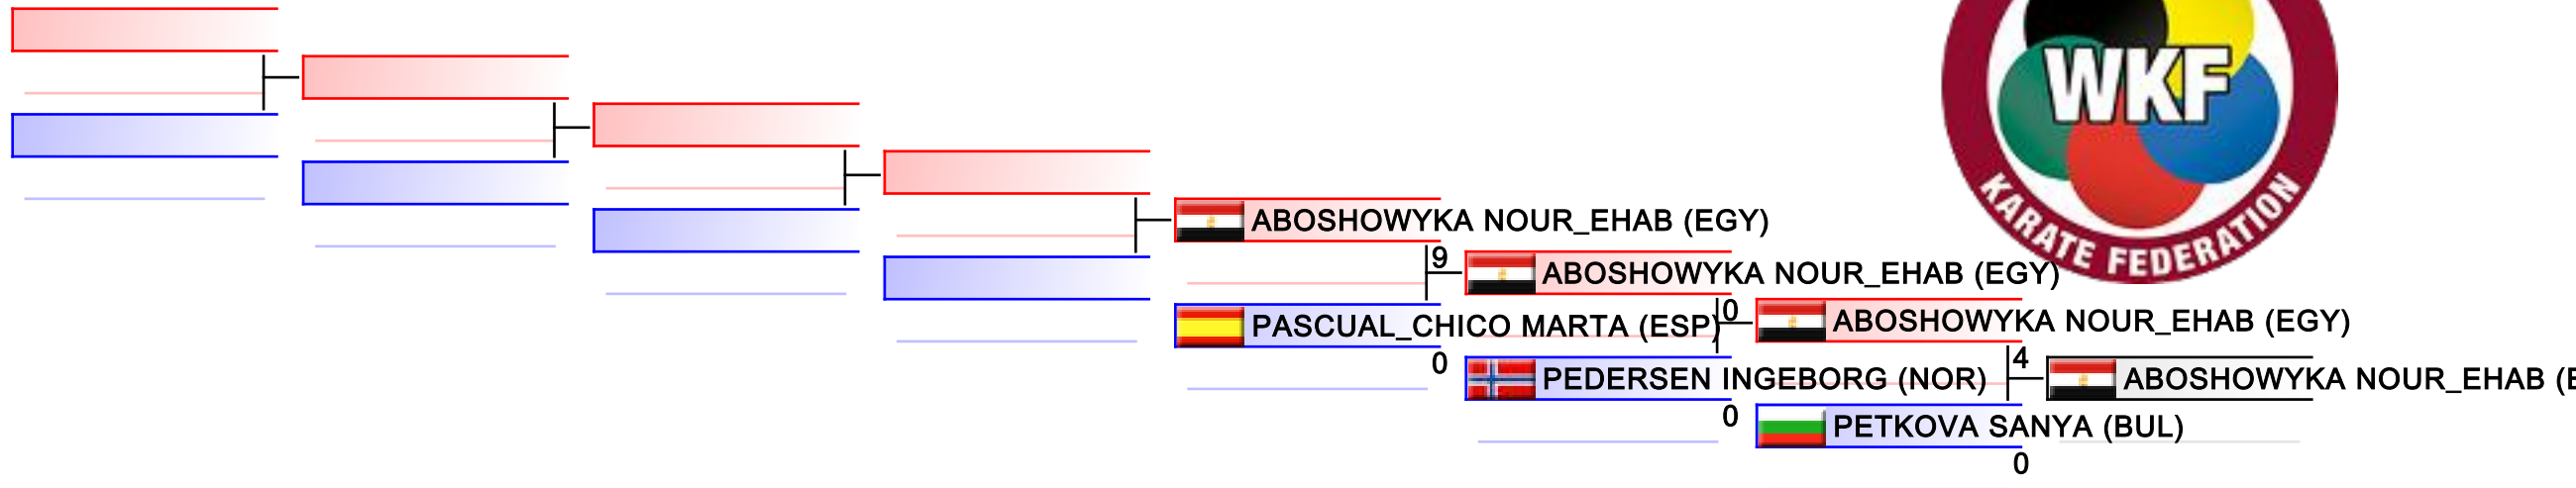 WKF
KARATE FEDERATION
ABOSHOWYKA NOUR_EHAB (EGY)
9
ABOSHOWYKA NOUR_EHAB (EGY)
0
ABOSHOWYKA NOUR_EHAB (EGY)
PASCUAL_CHICO MARTA (ESP)
0
4
PEDERSEN INGEBORG (NOR)
ABOSHOWYKA NOUR_EHAB (E
0
PETKOVA SANYA (BUL)
0